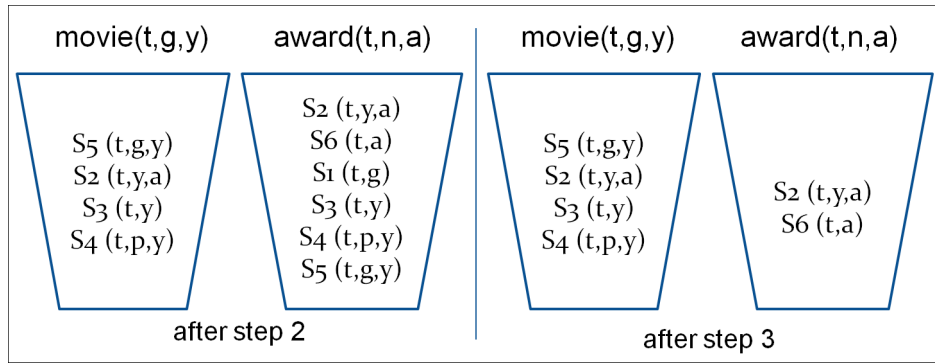 movie(t,g,y)
award(t,n,a)
S5 (t,g,y)
S2 (t,y,a)
S3 (t,y)
S4 (t,p,y)
S2 (t,y,a)
S6 (t,a)
S1 (t,g)
S3 (t,y)
S4 (t,p,y)
S5 (t,g,y)
after step 2
movie(t,g,y)
award(t,n,a)
S5 (t,g,y)
S2 (t,y,a)
S3 (t,y)
S4 (t,p,y)
S2 (t,y,a)
S6 (t,a)
after step 3